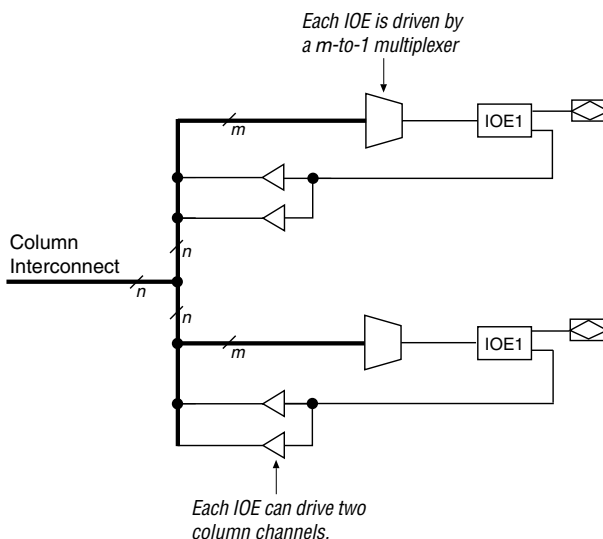 Each IOE is driven by
a m-to-1 multiplexer
m
IOE1
n
Column
Interconnect
n
n
m
IOE1
Each IOE can drive two
column channels.